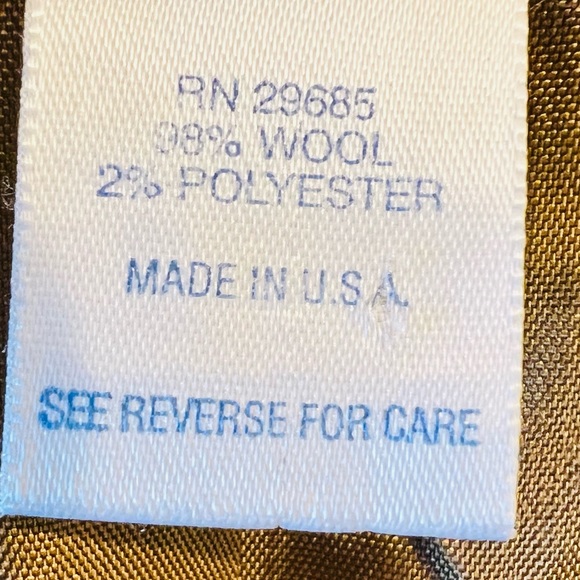 RN 29685
98% WOOL
2% POLYESTER
MADE IN U.S.A.
SEE REVERSE FOR CARE